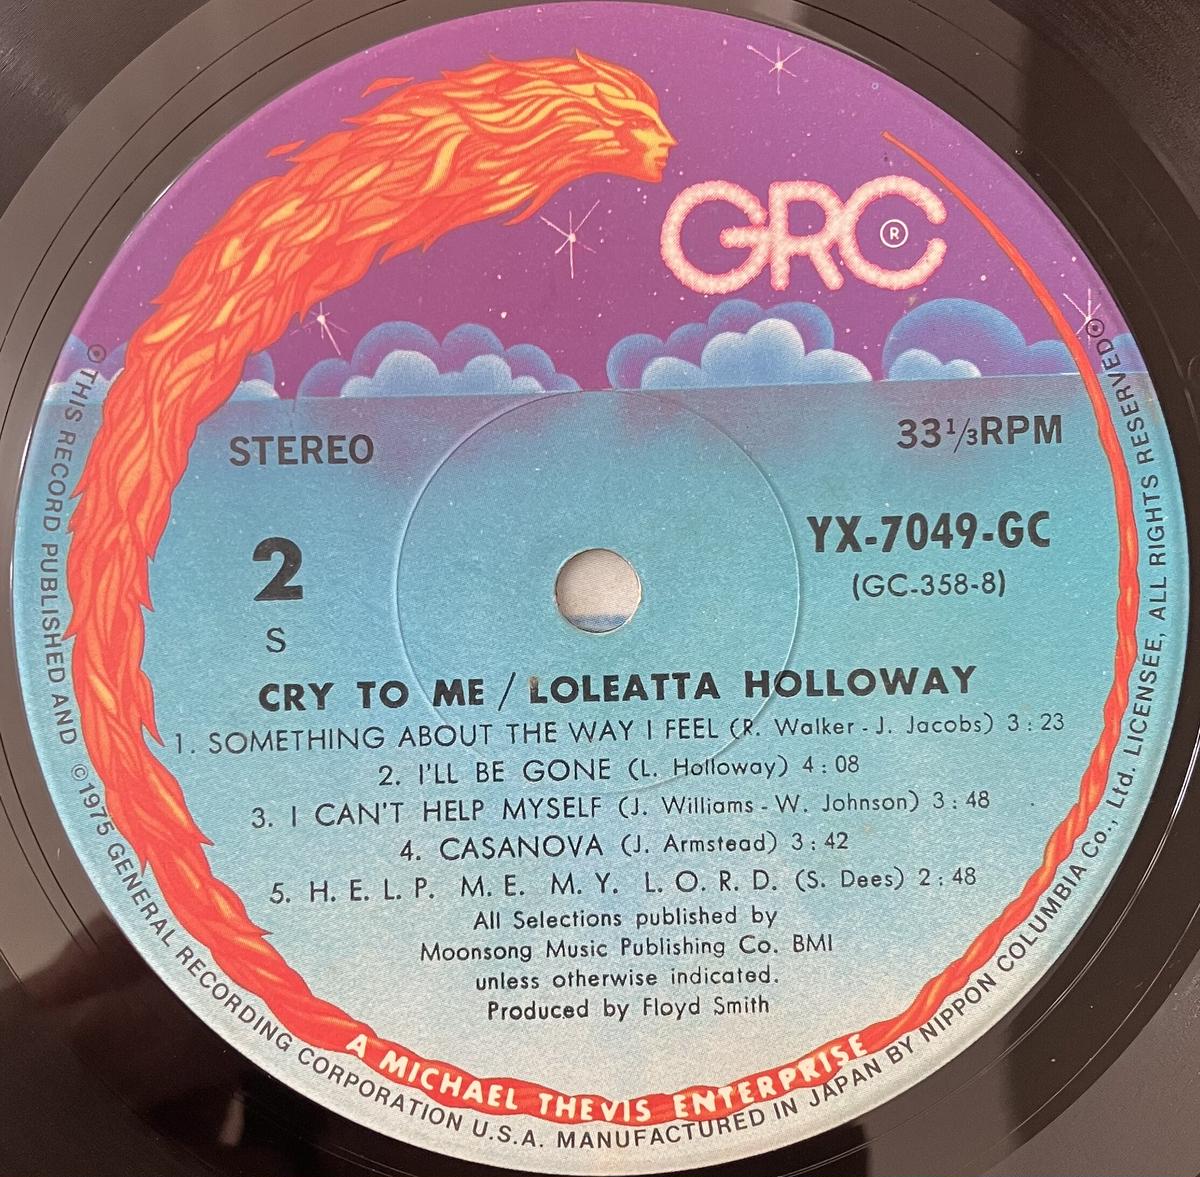 GRC ®
STEREO
33⅓RPM
YX-7049-GC
(GC-358-8)
2
S
CRY TO ME / LOLEATTA HOLLOWAY
1. SOMETHING ABOUT THE WAY I FEEL (R. Walker - J. Jacobs) 3:23
2. I'LL BE GONE (L. Holloway) 4:08
3. I CAN'T HELP MYSELF (J. Williams - W. Johnson) 3:48
4. CASANOVA (J. Armstead) 3:42
5. H. E. L. P. M. E. M. Y. L. O. R. D. (S. Dees) 2:48
All Selections published by
Moonsong Music Publishing Co. BMI
unless otherwise indicated.
Produced by Floyd Smith
A MICHAEL THEVIS ENTERPRISE
⊙ THIS RECORD PUBLISHED AND ©1975 GENERAL RECORDING CORPORATION U.S.A. MANUFACTURED IN JAPAN BY NIPPON COLUMBIA Co., Ltd. LICENSEE, ALL RIGHTS RESERVED⊙